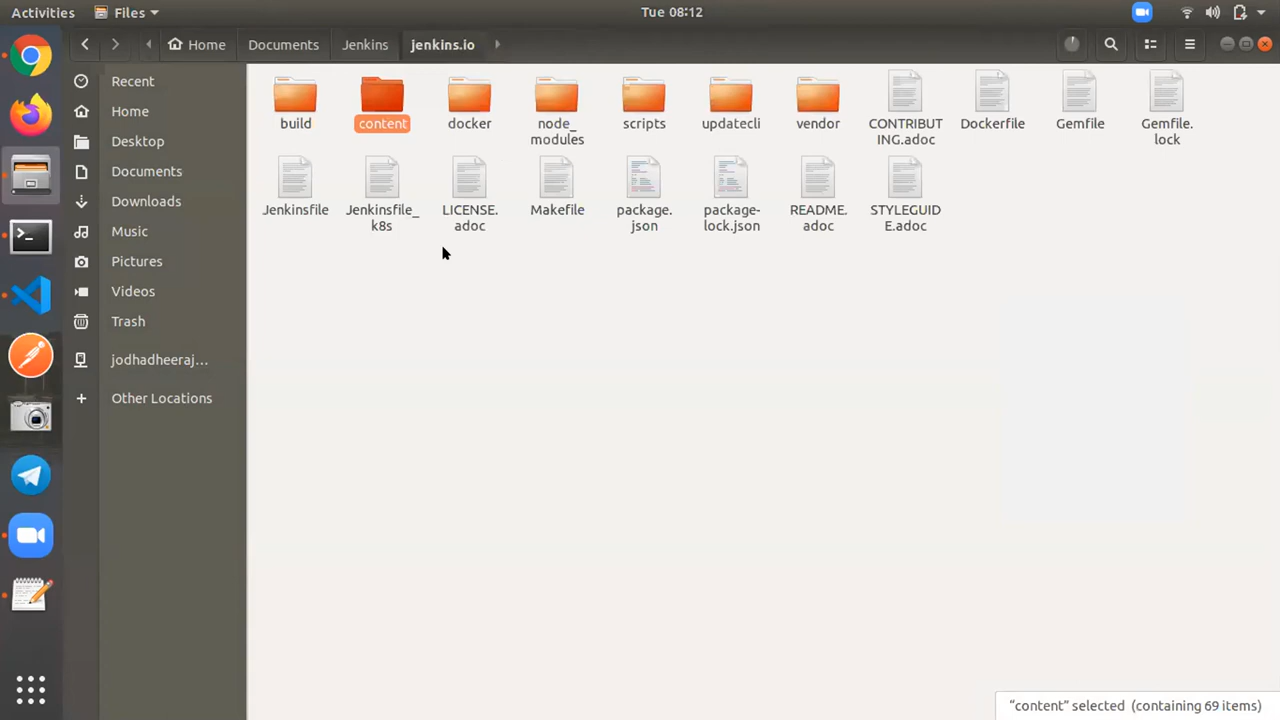 Activities
Files
Tue 08:12
Home
Documents
Jenkins
jenkins.io
Recent
Home
Desktop
Documents
Downloads
Music
Pictures
Videos
Trash
jodhadheeraj...
Other Locations
build
content
docker
node_
modules
scripts
updatecli
vendor
CONTRIBUT
ING.adoc
Dockerfile
Gemfile
Gemfile.
lock
Jenkinsfile
Jenkinsfile_
k8s
LICENSE.
adoc
Makefile
package.
json
package-
lock.json
README.
adoc
STYLEGUID
E.adoc
“content” selected (containing 69 items)